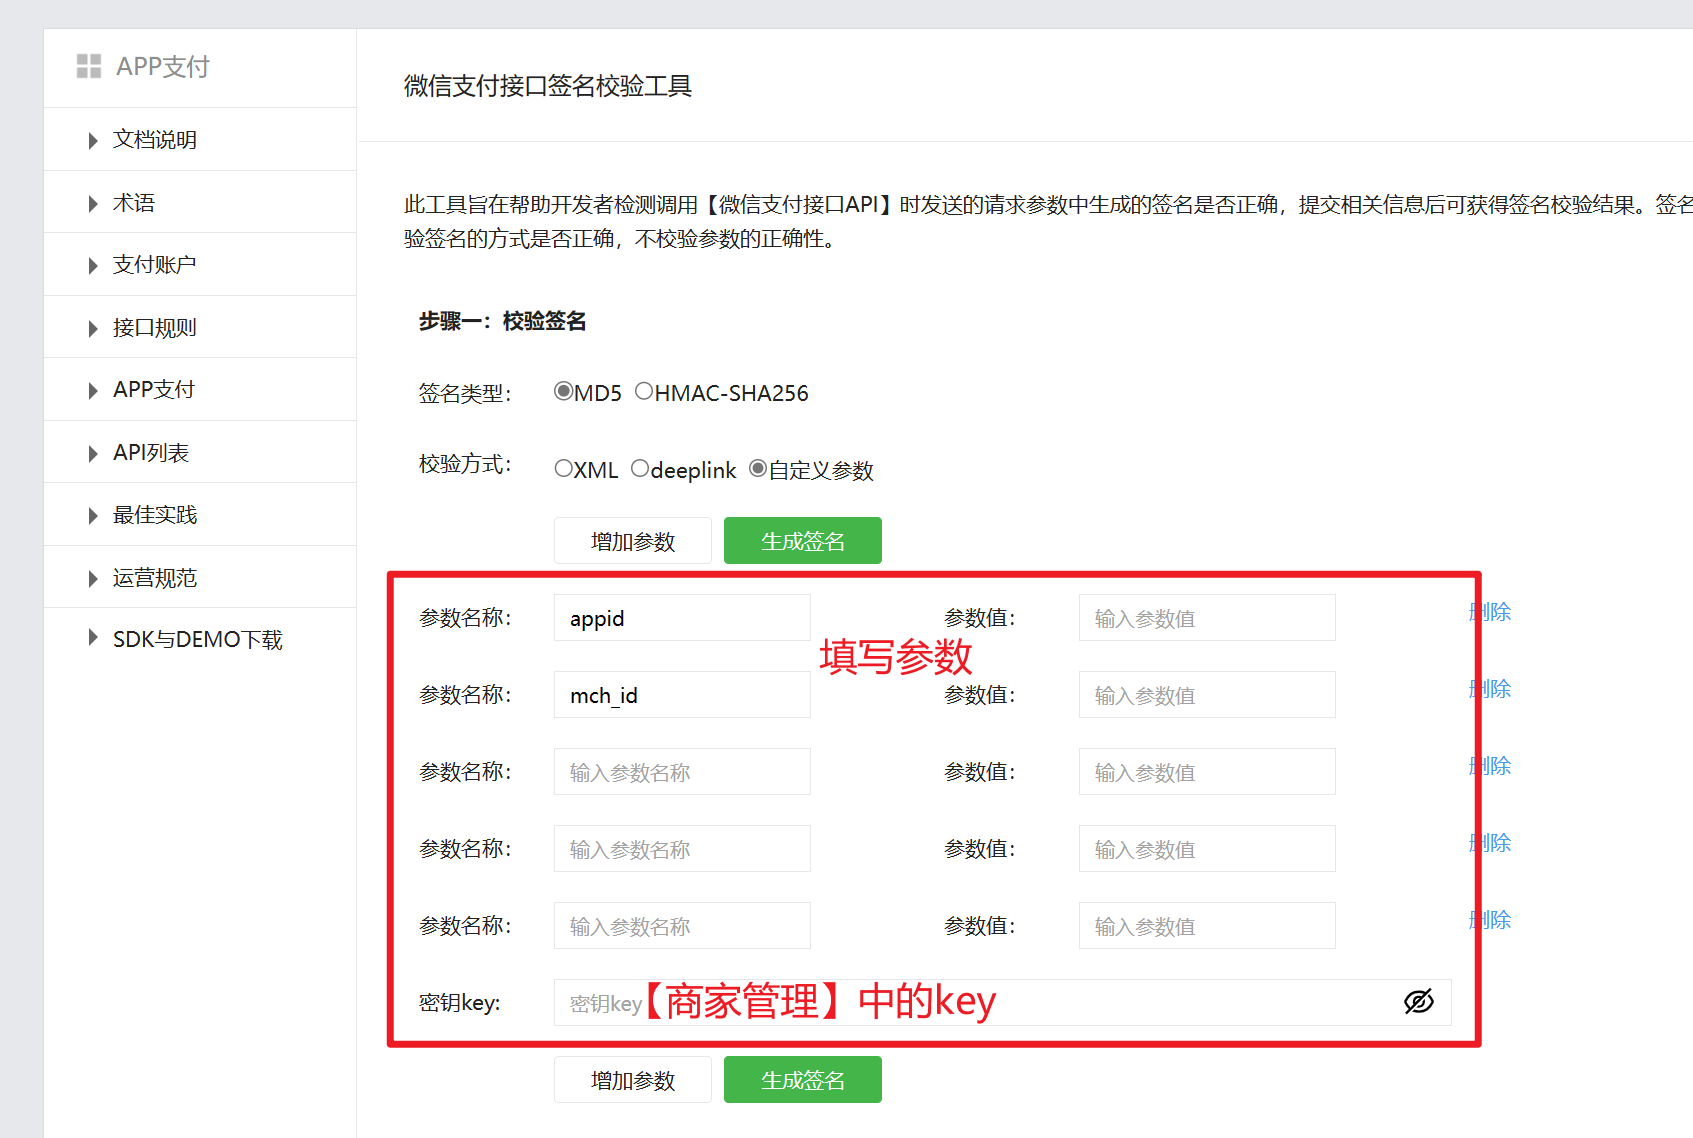 APP支付
文档说明
术语
支付账户
接口规则
APP支付
API列表
最佳实践
运营规范
SDK与DEMO下载
微信支付接口签名校验工具
此工具旨在帮助开发者检测调用【微信支付接口API】时发送的请求参数中生成的签名是否正确，提交相关信息后可获得签名校验结果。签名
验签名的方式是否正确，不校验参数的正确性。
步骤一：校验签名
签名类型： MD5 HMAC-SHA256
校验方式： XML deeplink 自定义参数
增加参数 生成签名
参数名称： appid 参数值： 输入参数值 删除
填写参数
参数名称： mch_id 参数值： 输入参数值 删除
参数名称： 输入参数名称 参数值： 输入参数值 删除
参数名称： 输入参数名称 参数值： 输入参数值 删除
参数名称： 输入参数名称 参数值： 输入参数值 删除
密钥key: 密钥key【商家管理】中的key
增加参数 生成签名